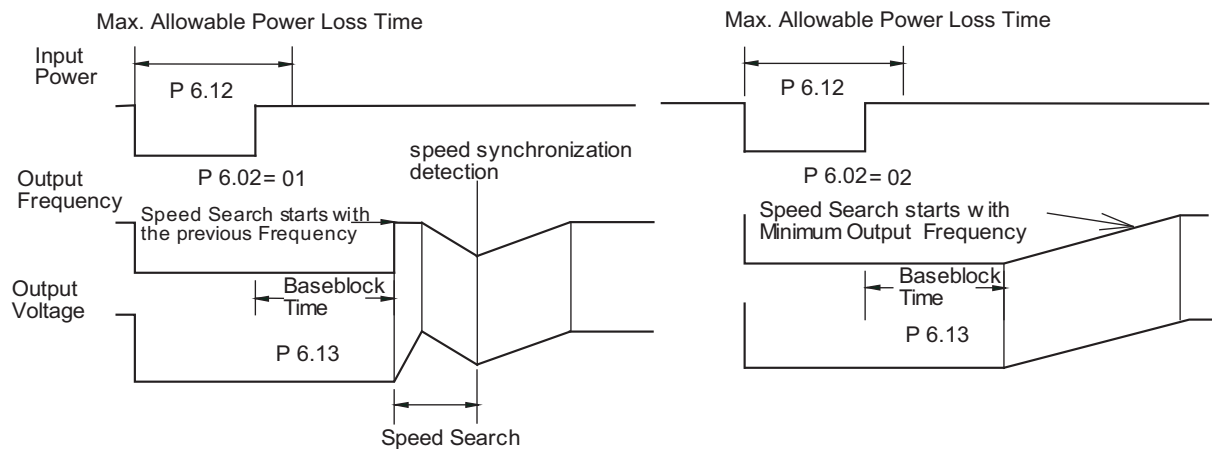 Max. Allowable Power Loss Time
Input
Power
P 6.12
P 6.02= 01
speed synchronization
detection
Output
Frequency
Speed Search starts with
the previous Frequency
Output
Voltage
Baseblock
Time
P 6.13
Speed Search
Max. Allowable Power Loss Time
P 6.12
P 6.02= 02
Speed Search starts with
Minimum Output Frequency
Baseblock
Time
P 6.13